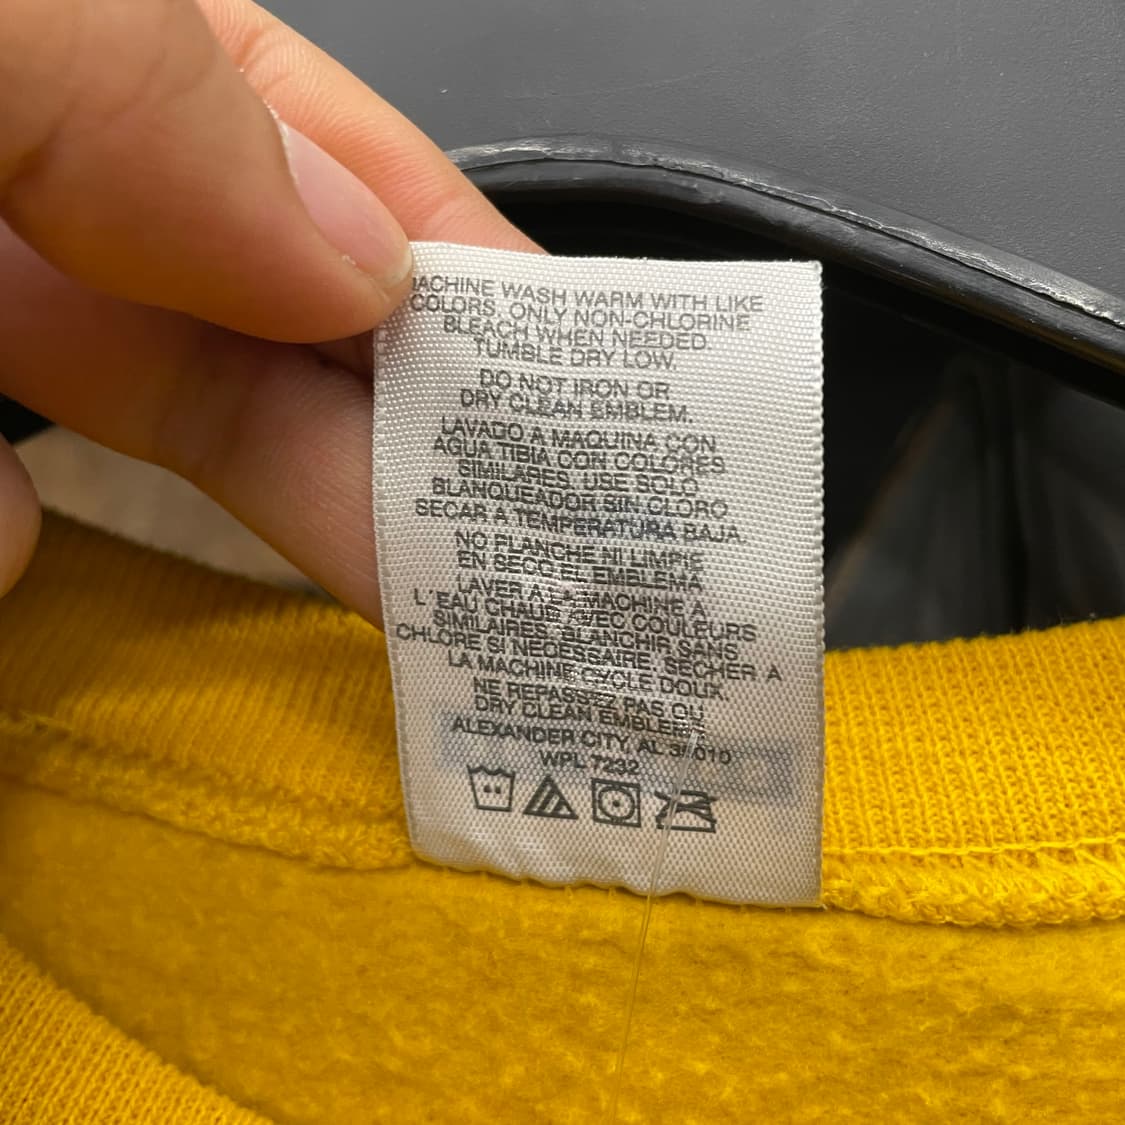 MACHINE WASH WARM WITH LIKE
COLORS. ONLY NON-CHLORINE
BLEACH WHEN NEEDED.
TUMBLE DRY LOW.
DO NOT IRON OR
DRY CLEAN EMBLEM.
LAVADO A MAQUINA CON
AGUA TIBIA CON COLORES
SIMILARES. USE SOLO
BLANQUEADOR SIN CLORO
SECAR A TEMPERATURA BAJA.
NO PLANCHE NI LIMPIE
EN SECO EL EMBLEMA
LAVER A LA MACHINE A
L'EAU CHAUDE AVEC COULEURS
SIMILAIRES. BLANCHIR SANS
CHLORE SI NECESSAIRE. SECHER A
LA MACHINE CYCLE DOUX
NE REPASSEZ PAS OU
DRY CLEAN EMBLEME
ALEXANDER CITY, AL
WPL 7232